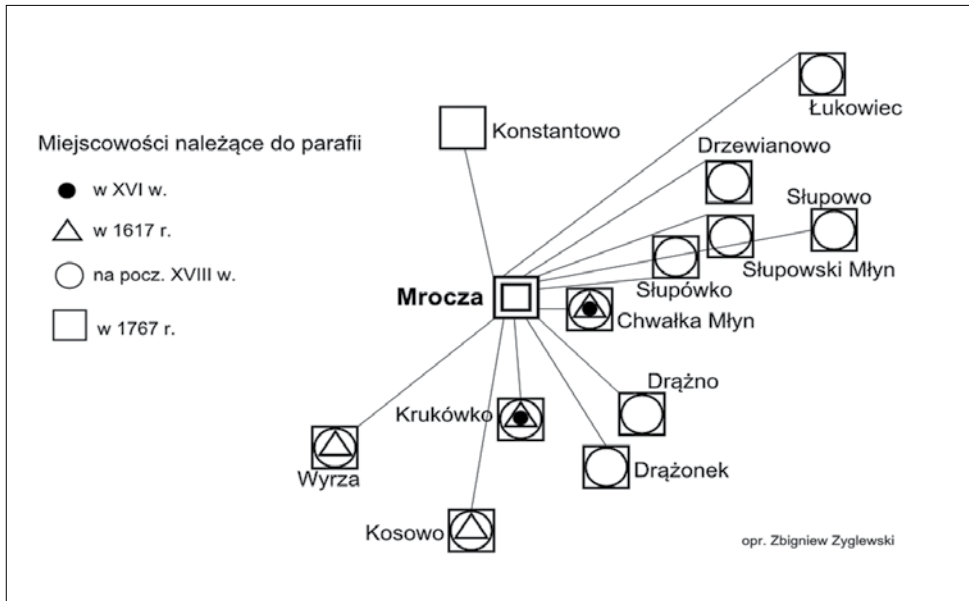 Miejscowości należące do parafii
w XVI w.
w 1617 r.
na pocz. XVIII w.
w 1767 r.
Łukowiec
Konstantowo
Drzewianowo
Słupowo
Słupowski Młyn
Słupówko
Mrocza
Chwałka Młyn
Drążno
Krukówko
Drążonek
Wyrza
Kosowo
opr. Zbigniew Zyglewski